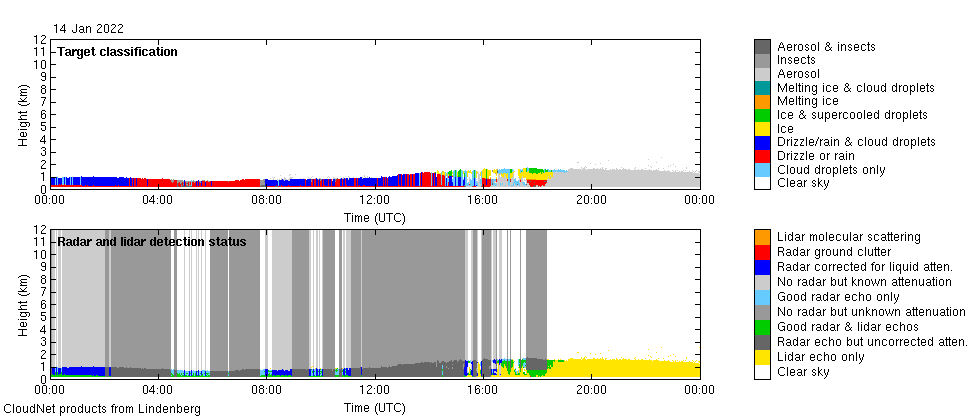 14 Jan 2022
Target classification
12
11
10
9
8
7
6
5
4
3
2
1
0
Height (km)
00:00 04:00 08:00 12:00 16:00 20:00 00:00
Time (UTC)
Aerosol & insects
Insects
Aerosol
Melting ice & cloud droplets
Melting ice
Ice & supercooled droplets
Ice
Drizzle/rain & cloud droplets
Drizzle or rain
Cloud droplets only
Clear sky
Radar and lidar detection status
12
11
10
9
8
7
6
5
4
3
2
1
0
Height (km)
00:00 04:00 08:00 12:00 16:00 20:00 00:00
Time (UTC)
Lidar molecular scattering
Radar ground clutter
Radar corrected for liquid atten.
No radar but known attenuation
Good radar echo only
No radar but unknown attenuation
Good radar & lidar echos
Radar echo but uncorrected atten.
Lidar echo only
Clear sky
CloudNet products from Lindenberg